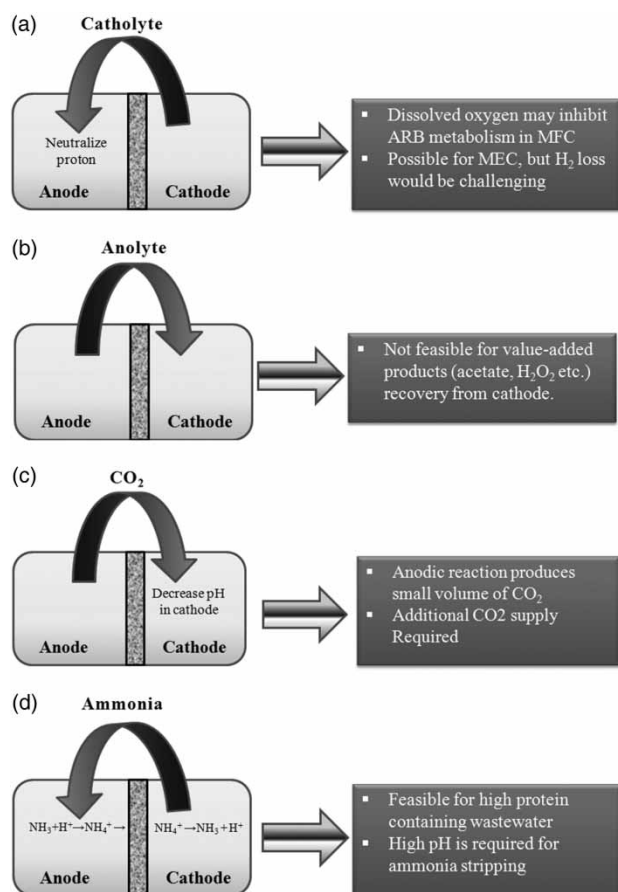 (a)
Catholyte
Neutralize
proton
Anode
Cathode
▪ Dissolved oxygen may inhibit
ARB metabolism in MFC
▪ Possible for MEC, but H₂ loss
would be challenging
(b)
Anolyte
Anode
Cathode
▪ Not feasible for value-added
products (acetate, H₂O₂ etc.)
recovery from cathode.
(c)
CO₂
Decrease pH
in cathode
Anode
Cathode
▪ Anodic reaction produces
small volume of CO₂
▪ Additional CO2 supply
Required
(d)
Ammonia
NH₃+H⁺→NH₄⁺→
NH₄⁺→NH₃+H⁺
Anode
Cathode
▪ Feasible for high protein
containing wastewater
▪ High pH is required for
ammonia stripping